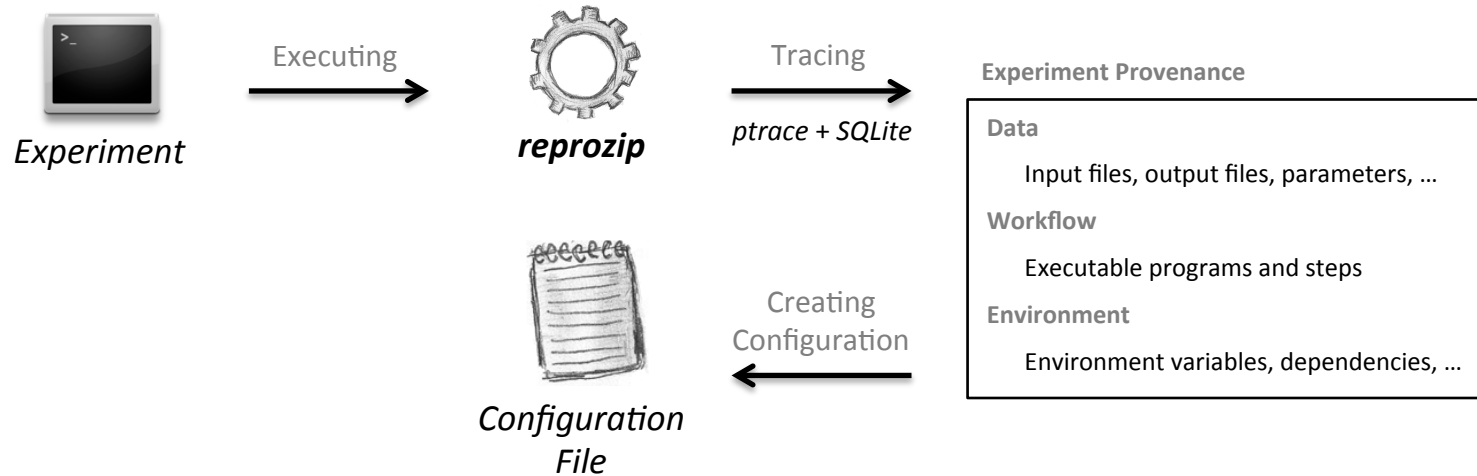 >_
Experiment
Executing
reprozip
Tracing
ptrace + SQLite
Experiment Provenance
Data
Input files, output files, parameters, …
Workflow
Executable programs and steps
Environment
Environment variables, dependencies, …
Creating
Configuration
Configuration
File